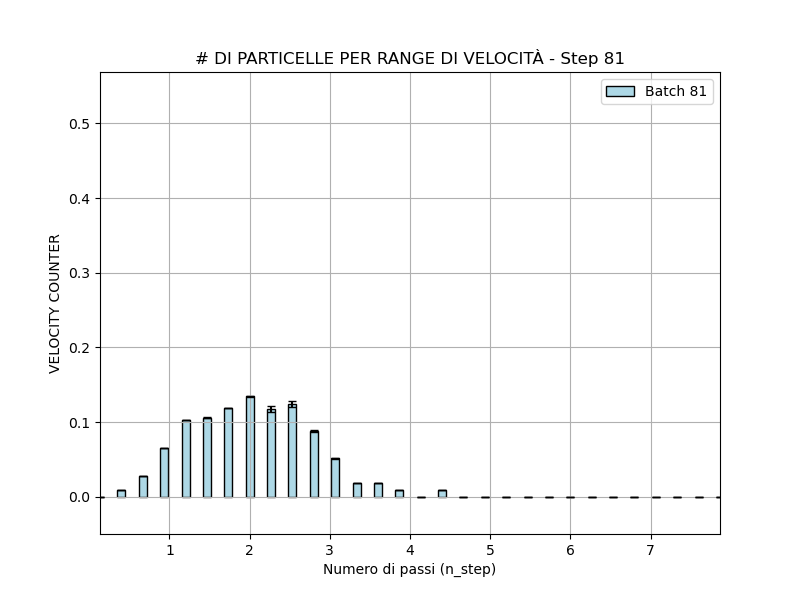 # DI PARTICELLE PER RANGE DI VELOCITÀ - Step 81
Batch 81
VELOCITY COUNTER
0.5
0.4
0.3
0.2
0.1
0.0
1 2 3 4 5 6 7
Numero di passi (n_step)